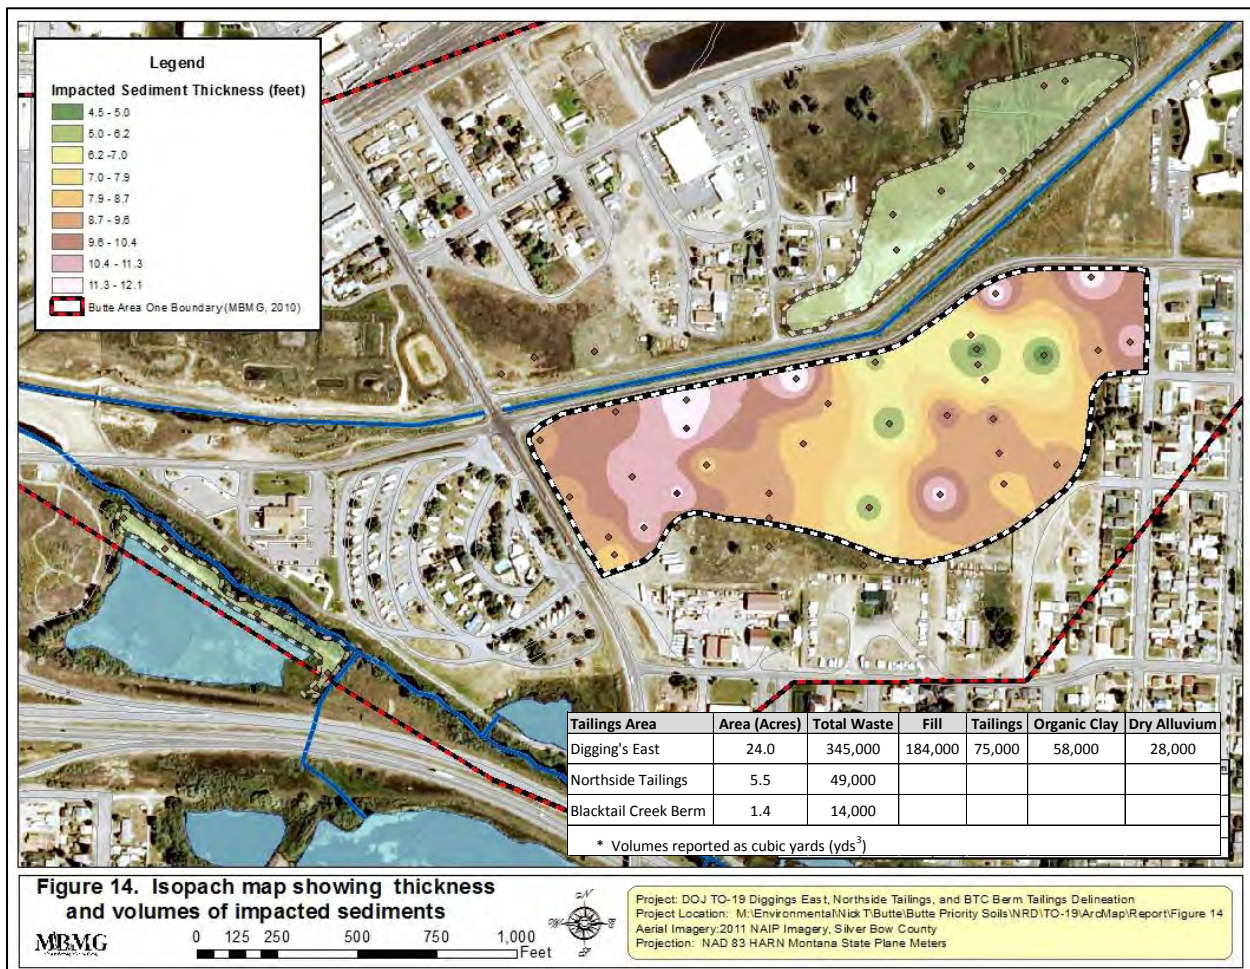 Legend
Impacted Sediment Thickness (feet)
4.5 - 5.0
5.0 - 6.2
6.2 -7.0
7.0 - 7.9
7.9 - 8.7
8.7 - 9.6
9.6 - 10.4
10.4 - 11.3
11.3 - 12.1
Butte Area One Boundary (MBMG, 2010)
Tailings Area Area (Acres) Total Waste Fill Tailings Organic Clay Dry Alluvium
Digging's East 24.0 345,000 184,000 75,000 58,000 28,000
Northside Tailings 5.5 49,000
Blacktail Creek Berm 1.4 14,000
* Volumes reported as cubic yards (yds³)
Figure 14. Isopach map showing thickness
and volumes of impacted sediments
MBMG
0 125 250 500 750 1,000
Feet
N
W E
S
Project: DOJ TO-19 Diggings East, Northside Tailings, and BTC Berm Tailings Delineation
Project Location: M:\Environmental\Nick T\Butte\Butte Priority Soils\NRD\TO-19\ArcMap\Report\Figure 14
Aerial Imagery:2011 NAIP Imagery, Silver Bow County
Projection: NAD 83 HARN Montana State Plane Meters